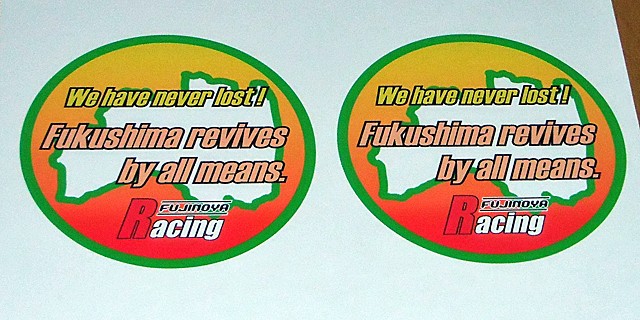 We have never lost!
Fukushima revives
by all means.
FUJINOYA
Racing
We have never lost!
Fukushima revives
by all means.
FUJINOYA
Racing